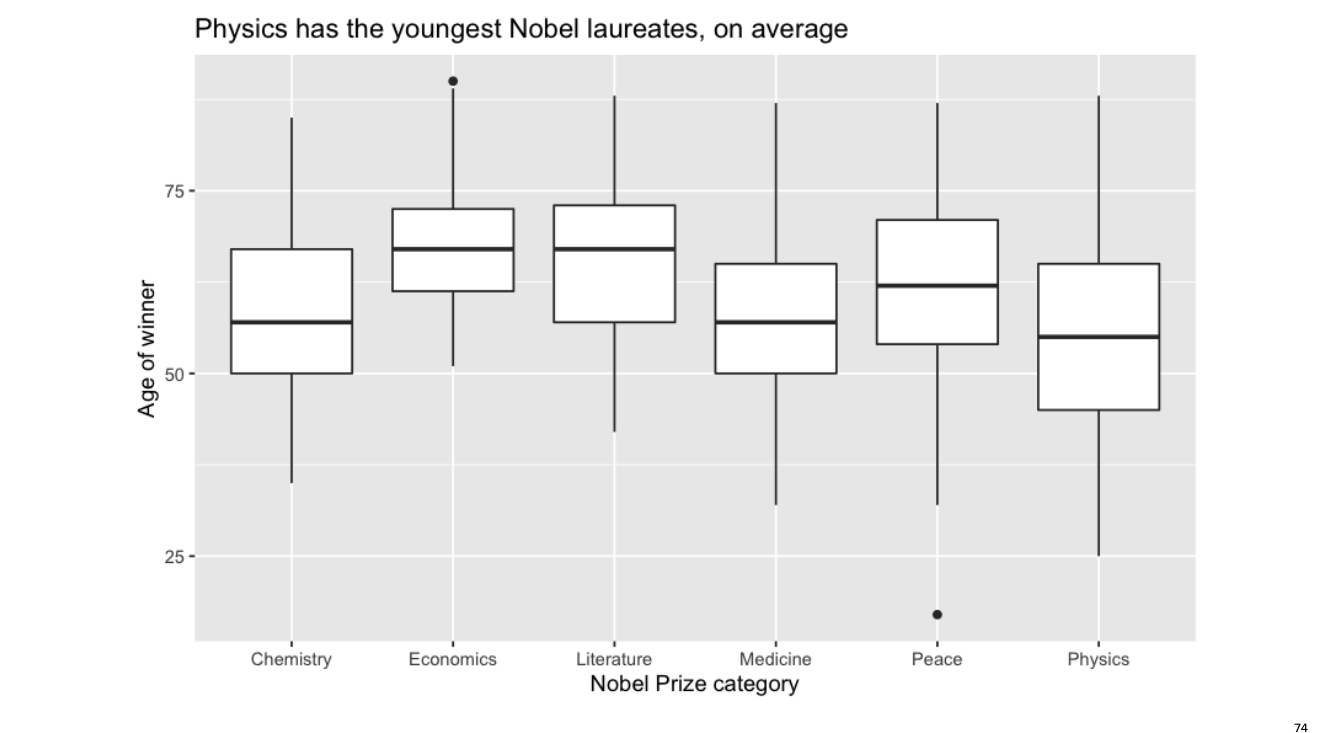 Physics has the youngest Nobel laureates, on average
75
50
25
Age of winner
Chemistry Economics Literature Medicine Peace Physics
Nobel Prize category
74